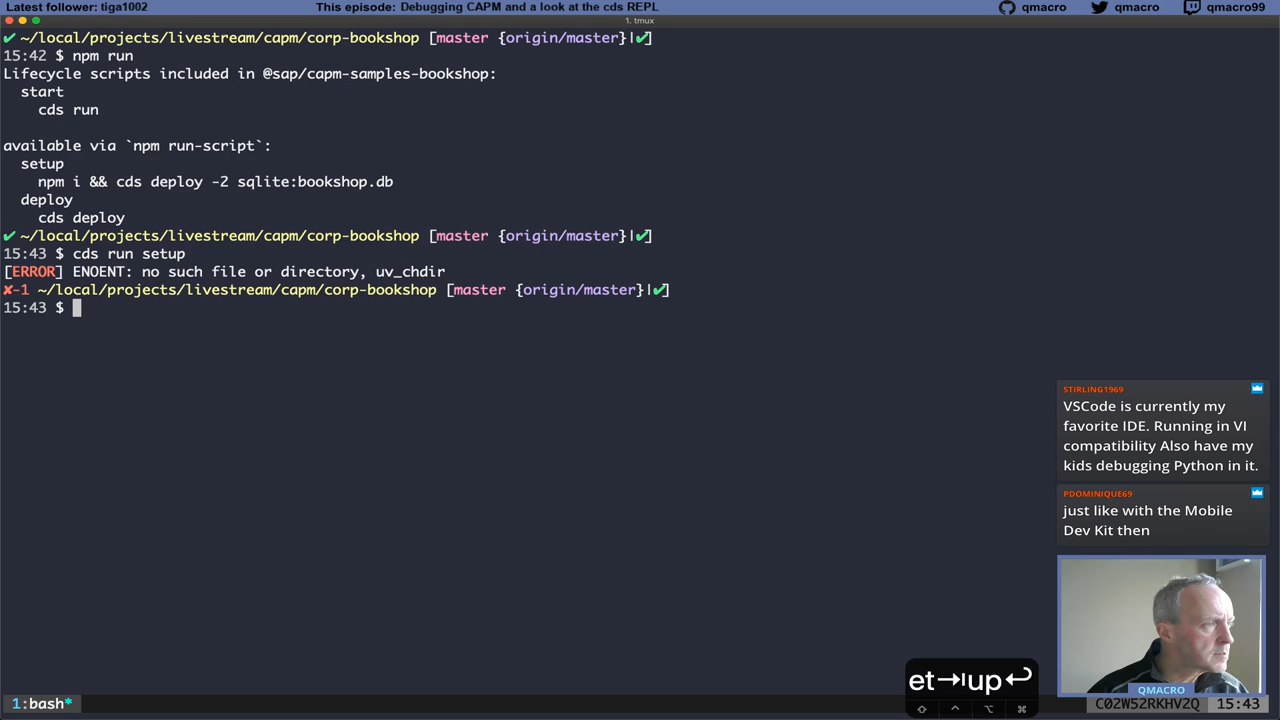 Latest follower: tiga1002
This episode: Debugging CAPM and a look at the cds REPL
qmacro
qmacro
qmacro99
1. tmux
✔ ~/local/projects/livestream/capm/corp-bookshop [master {origin/master}|✔]
15:42 $ npm run
Lifecycle scripts included in @sap/capm-samples-bookshop:
start
cds run
available via `npm run-script`:
setup
npm i && cds deploy -2 sqlite:bookshop.db
deploy
cds deploy
✔ ~/local/projects/livestream/capm/corp-bookshop [master {origin/master}|✔]
15:43 $ cds run setup
[ERROR] ENOENT: no such file or directory, uv_chdir
✘-1 ~/local/projects/livestream/capm/corp-bookshop [master {origin/master}|✔]
15:43 $
STIRLING1969
VSCode is currently my
favorite IDE. Running in VI
compatibility Also have my
kids debugging Python in it.
PDOMINIQUE69
just like with the Mobile
Dev Kit then
et⇥up↩
⇧ ⌃ ⌥ ⌘
QMACRO
1:bash*
C02W52RKHV2Q 15:43